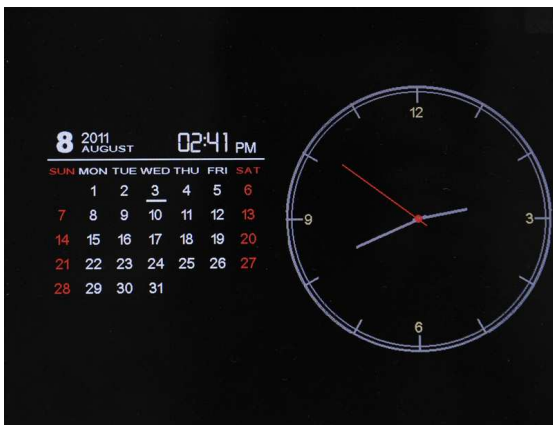 8 2011 AUGUST 02:41 PM
SUN MON TUE WED THU FRI SAT
1 2 3 4 5 6
7 8 9 10 11 12 13
14 15 16 17 18 19 20
21 22 23 24 25 26 27
28 29 30 31
12
9 3
6